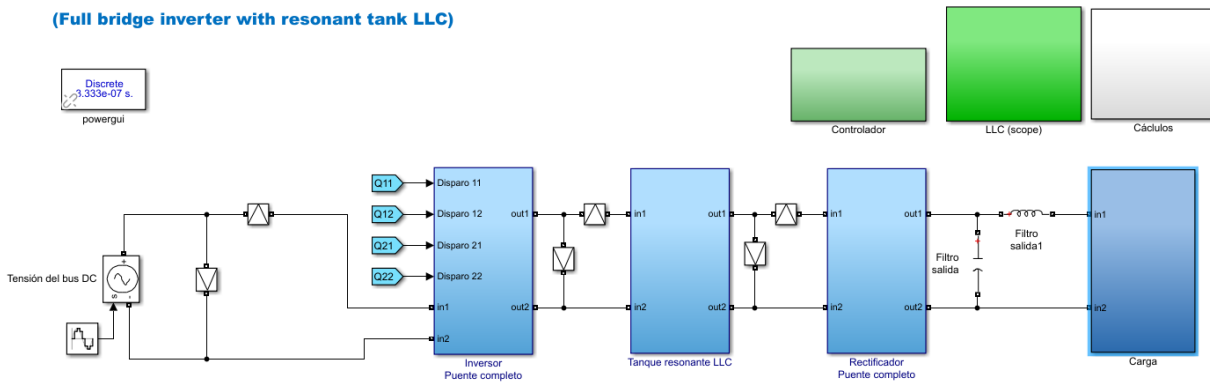 (Full bridge inverter with resonant tank LLC)
Discrete
3.333e-07 s.
powergui
Controlador
LLC (scope)
Cáclulos
Q11
Disparo 11
Q12
Disparo 12
out1
in1
out1
in1
out1
in1
Q21
Disparo 21
Filtro
salida1
Q22
Disparo 22
Filtro
salida
Tensión del bus DC
+
s
-
in1
out2
in2
out2
in2
out2
in2
in2
Inversor
Puente completo
Tanque resonante LLC
Rectificador
Puente completo
Carga